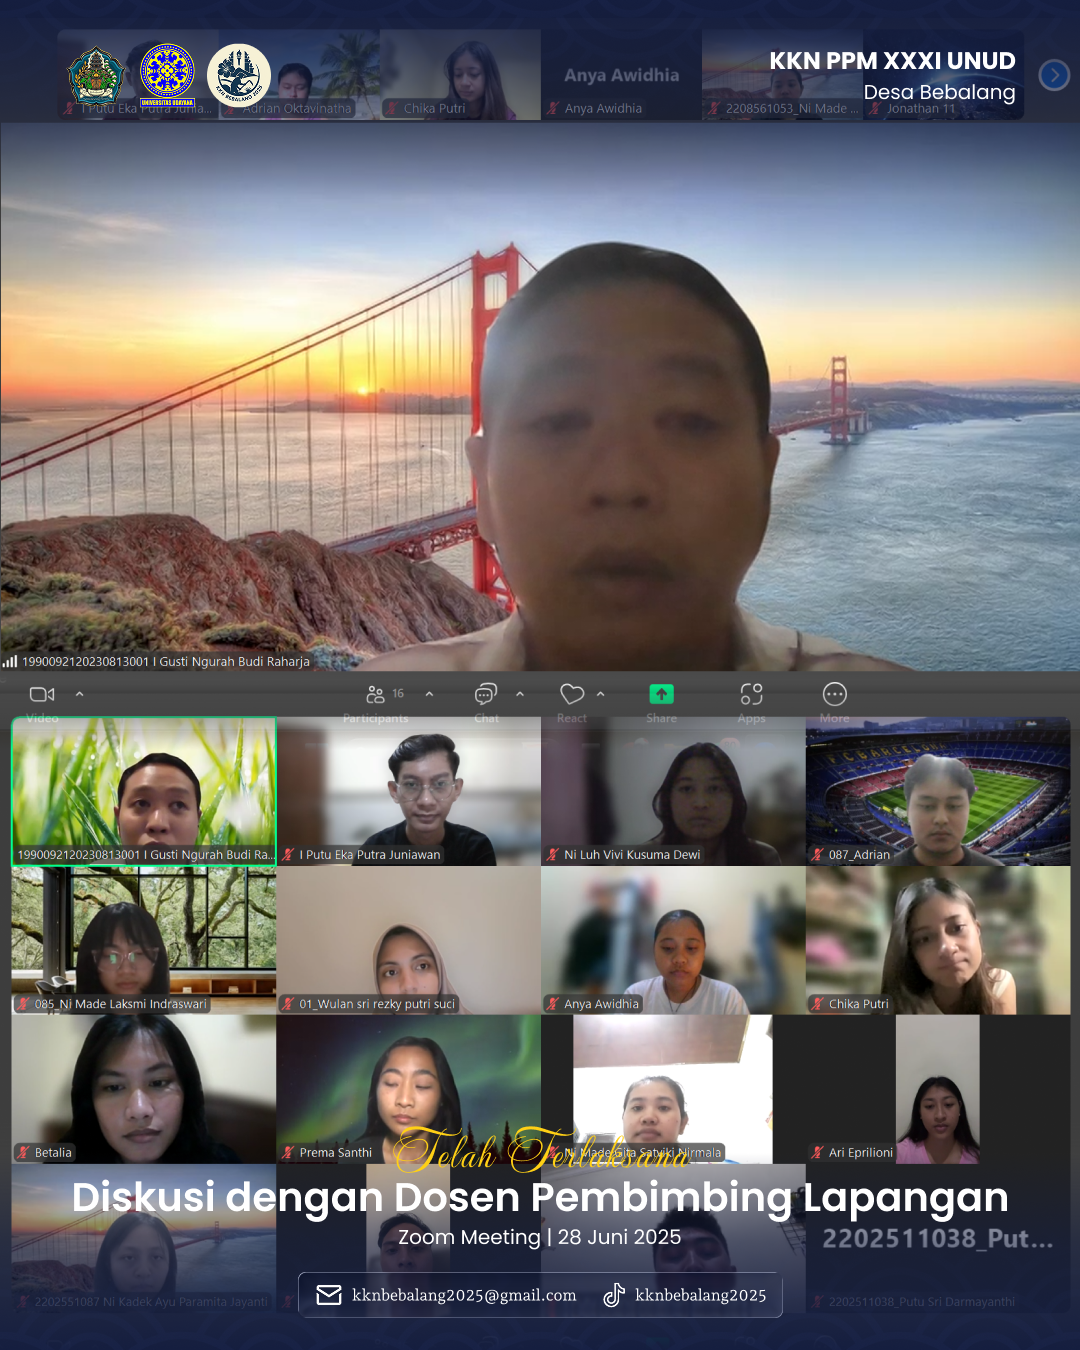 KKN PPM XXXI UNUD
Desa Bebalang
UNIVERSITAS UDAYANA
KKN BEBALANG 2025
I Putu Eka Putra Junia...
Adrian Oktavinatha
Chika Putri
Anya Awidhia
Anya Awidhia
2208561053_Ni Made ...
Jonathan 11
1990092120230813001 I Gusti Ngurah Budi Raharja
Video
16
Participants
Chat
React
Share
Apps
More
FC BARCELONA
1990092120230813001 I Gusti Ngurah Budi Ra...
I Putu Eka Putra Juniawan
Ni Luh Vivi Kusuma Dewi
087_Adrian
085_Ni Made Laksmi Indraswari
01_Wulan sri rezky putri suci
Anya Awidhia
Chika Putri
Betalia
Prema Santhi
Ni Made Gita Satwiki Nirmala
Ari Eprilioni
Telah Terlaksana
Diskusi dengan Dosen Pembimbing Lapangan
Zoom Meeting | 28 Juni 2025
2202511038_Put...
2202551087 Ni Kadek Ayu Paramita Jayanti
2202511038_Putu Sri Darmayanthi
kknbebalang2025@gmail.com
kknbebalang2025